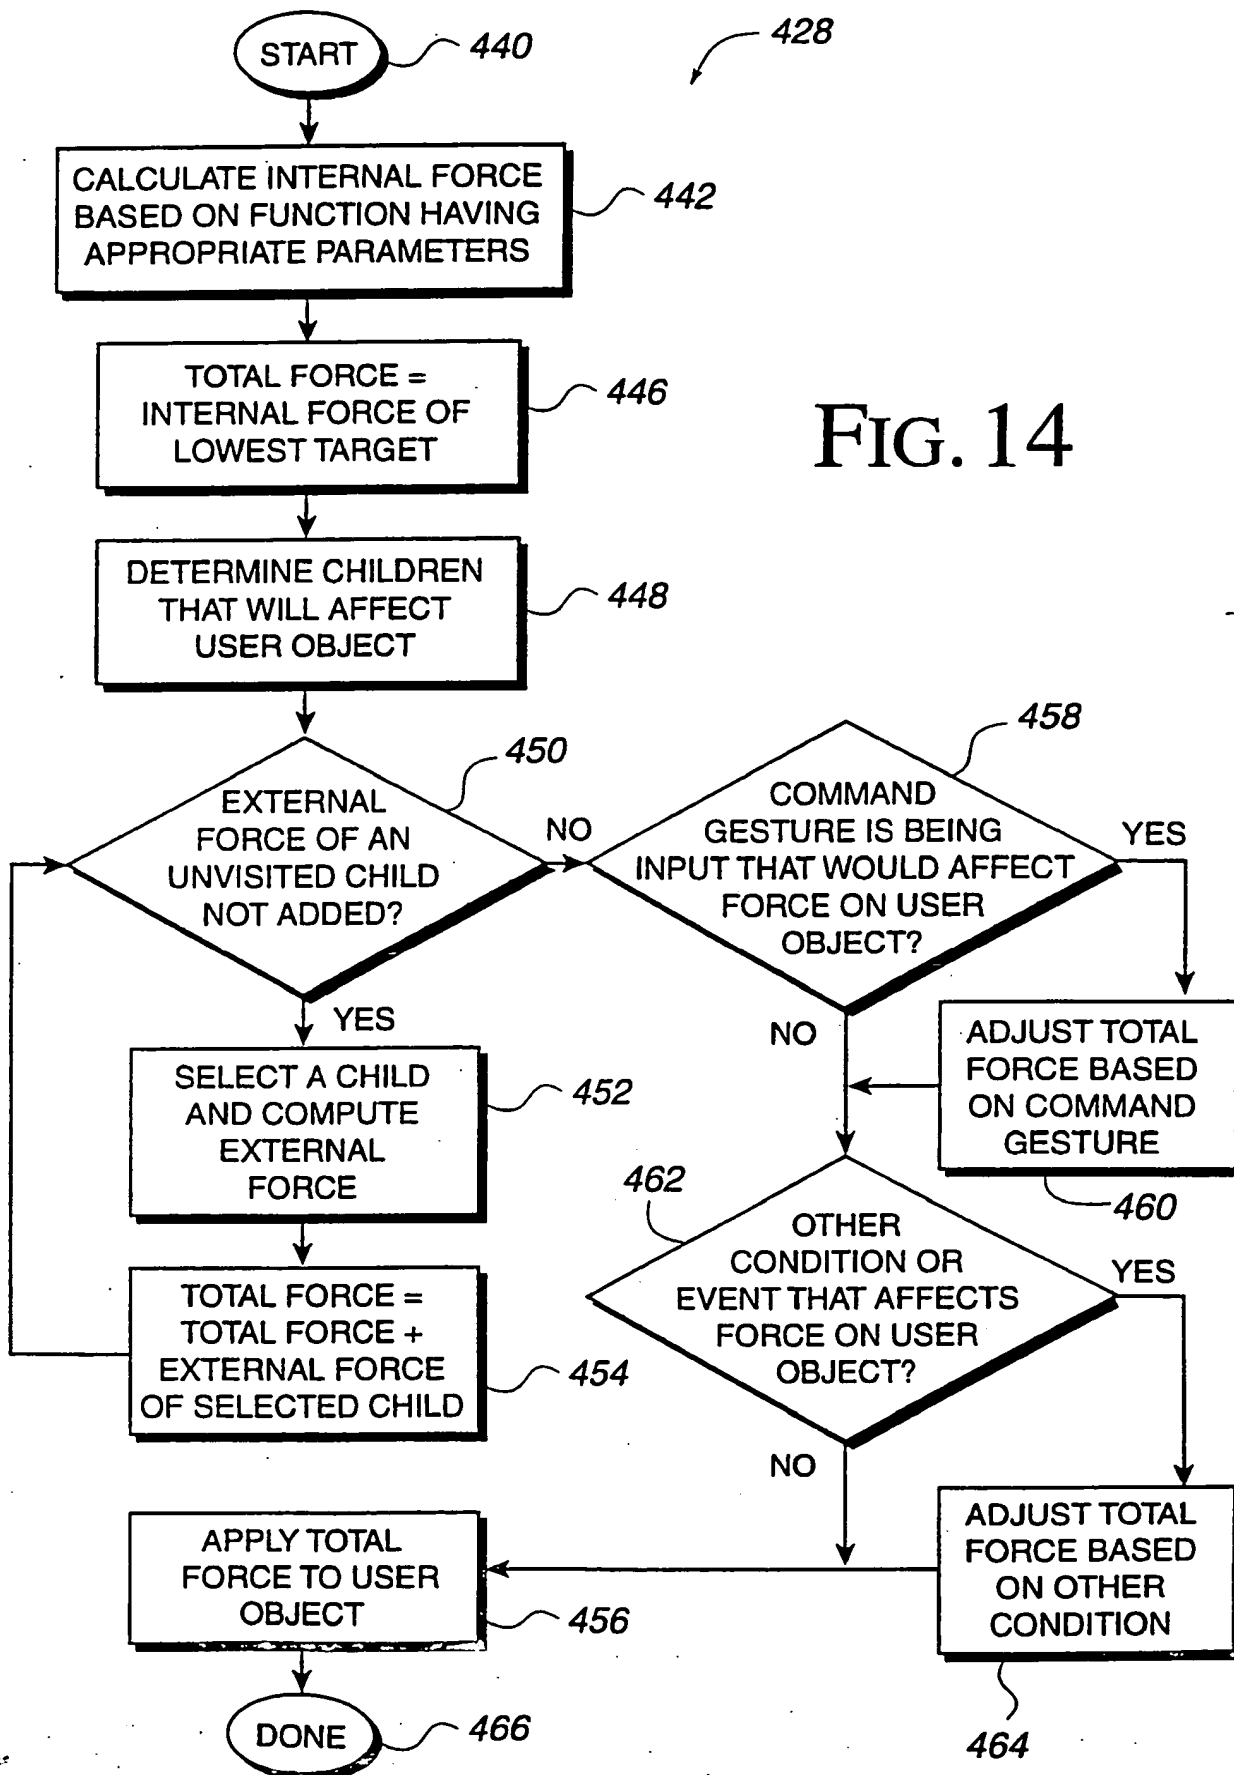 START
440
428
CALCULATE INTERNAL FORCE
BASED ON FUNCTION HAVING
APPROPRIATE PARAMETERS
442
TOTAL FORCE =
INTERNAL FORCE OF
LOWEST TARGET
446
FIG. 14
DETERMINE CHILDREN
THAT WILL AFFECT
USER OBJECT
448
EXTERNAL
FORCE OF AN
UNVISITED CHILD
NOT ADDED?
450
NO
YES
COMMAND
GESTURE IS BEING
INPUT THAT WOULD AFFECT
FORCE ON USER
OBJECT?
458
YES
NO
SELECT A CHILD
AND COMPUTE
EXTERNAL
FORCE
452
ADJUST TOTAL
FORCE BASED
ON COMMAND
GESTURE
460
TOTAL FORCE =
TOTAL FORCE +
EXTERNAL FORCE
OF SELECTED CHILD
454
462
OTHER
CONDITION OR
EVENT THAT AFFECTS
FORCE ON USER
OBJECT?
YES
NO
APPLY TOTAL
FORCE TO USER
OBJECT
456
ADJUST TOTAL
FORCE BASED
ON OTHER
CONDITION
464
DONE
466